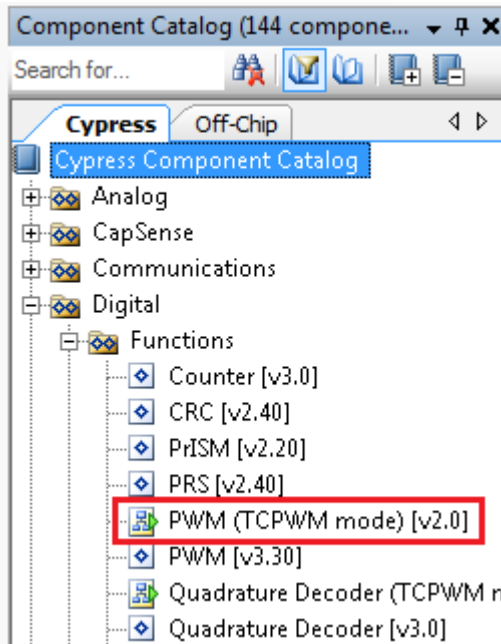 Component Catalog (144 compone...
Search for...
Cypress
Off-Chip
Cypress Component Catalog
Analog
CapSense
Communications
Digital
Functions
Counter [v3.0]
CRC [v2.40]
PrISM [v2.20]
PRS [v2.40]
PWM (TCPWM mode) [v2.0]
PWM [v3.30]
Quadrature Decoder (TCPWM
Quadrature Decoder [v3.0]